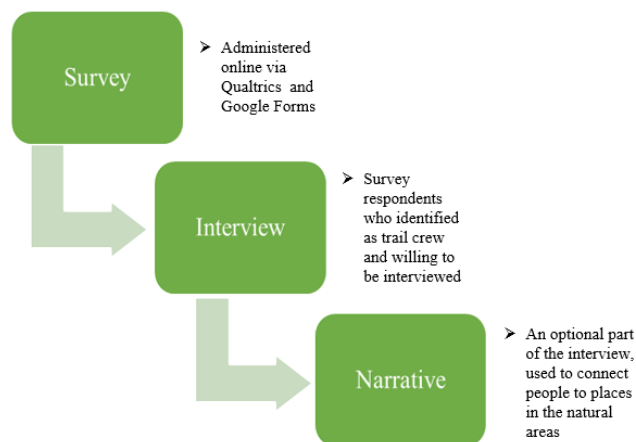 Survey
➢ Administered
online via
Qualtrics and
Google Forms
Interview
➢ Survey
respondents
who identified
as trail crew
and willing to
be interviewed
Narrative
➢ An optional part
of the interview,
used to connect
people to places
in the natural
areas